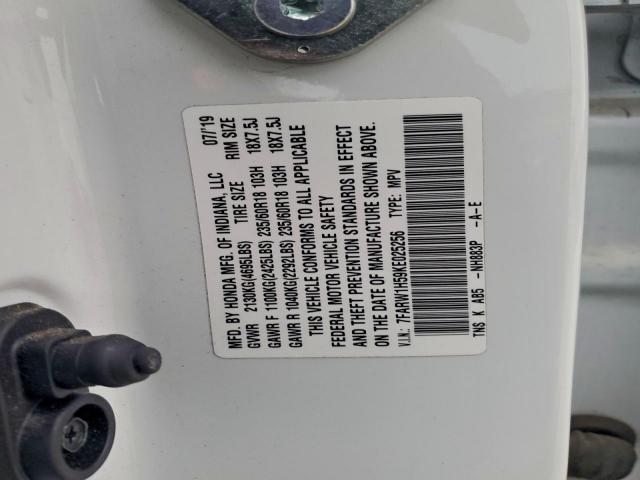 MFD. BY HONDA MFG. OF INDIANA, LLC 07/'19
GVWR 2130KG(4695LBS) TIRE SIZE RIM SIZE
GAWR F 1100KG(2425LBS) 235/60R18 103H 18X7.5J
GAWR R 1040KG(2292LBS) 235/60R18 103H 18X7.5J
THIS VEHICLE CONFORMS TO ALL APPLICABLE
FEDERAL MOTOR VEHICLE SAFETY
AND THEFT PREVENTION STANDARDS IN EFFECT
ON THE DATE OF MANUFACTURE SHOWN ABOVE.
V.I.N.: 7FARW1H59KE025256 TYPE: MPV
TNS K AB5 -NH883P -A-E